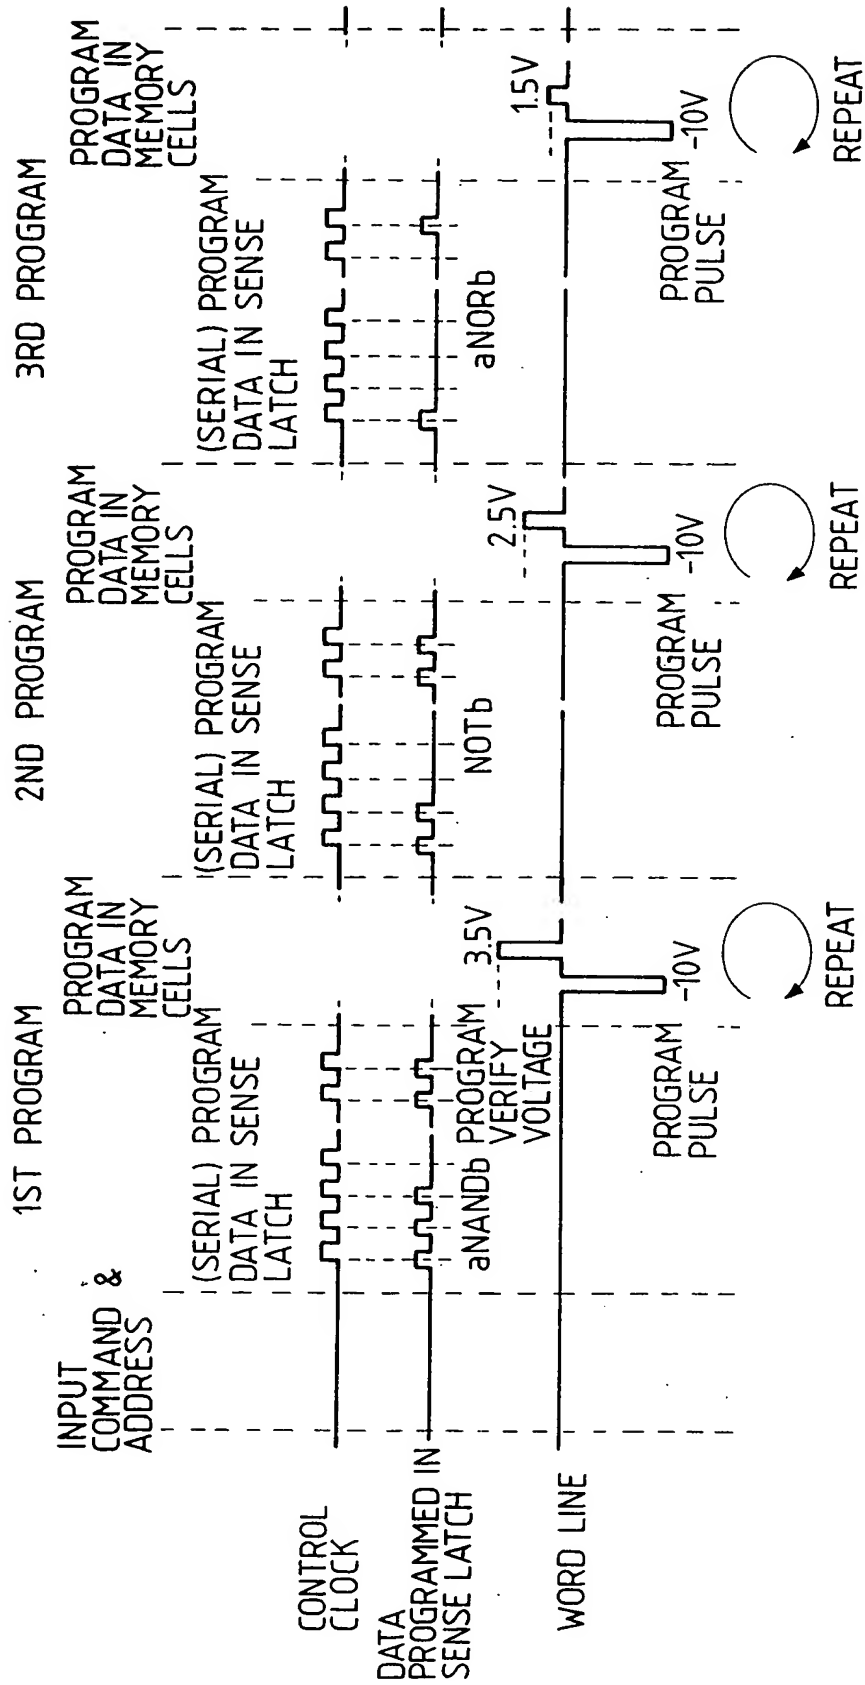 1ST PROGRAM
2ND PROGRAM
3RD PROGRAM
INPUT
COMMAND &
ADDRESS
(SERIAL) PROGRAM
DATA IN SENSE
LATCH
PROGRAM
DATA IN
MEMORY
CELLS
(SERIAL) PROGRAM
DATA IN SENSE
LATCH
PROGRAM
DATA IN
MEMORY
CELLS
(SERIAL) PROGRAM
DATA IN SENSE
LATCH
PROGRAM
DATA IN
MEMORY
CELLS
CONTROL
CLOCK
DATA
PROGRAMMED IN
SENSE LATCH
aNANDb
NOTb
aNORb
PROGRAM
VERIFY
VOLTAGE
3.5V
2.5V
1.5V
WORD LINE
PROGRAM
PULSE
-10V
PROGRAM
PULSE
-10V
PROGRAM
PULSE
-10V
REPEAT
REPEAT
REPEAT